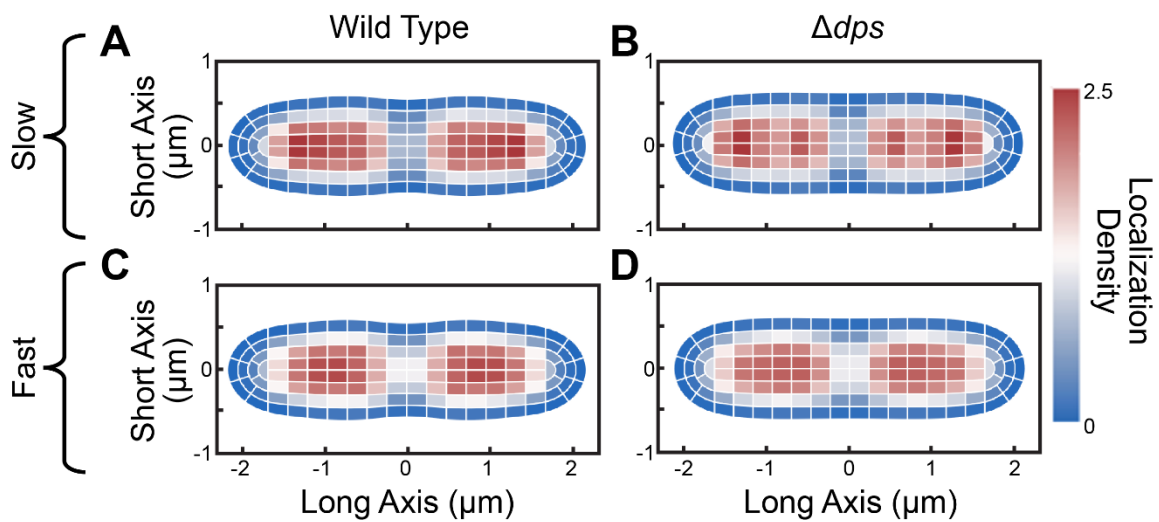 Wild Type
Δdps
A
B
Slow
Short Axis
(μm)
1
0
-1
1
0
-1
2.5
0
Localization
Density
C
D
Fast
Short Axis
(μm)
1
0
-1
1
0
-1
-2
-1
0
1
2
-2
-1
0
1
2
Long Axis (μm)
Long Axis (μm)